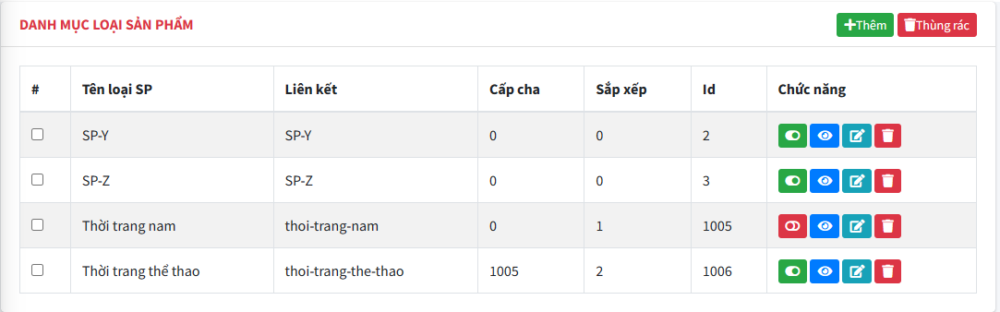 DANH MỤC LOẠI SẢN PHẨM Thêm Thùng rác
# Tên loại SP Liên kết Cấp cha Sắp xếp Id Chức năng
SP-Y SP-Y 0 0 2
SP-Z SP-Z 0 0 3
Thời trang nam thoi-trang-nam 0 1 1005
Thời trang thể thao thoi-trang-the-thao 1005 2 1006